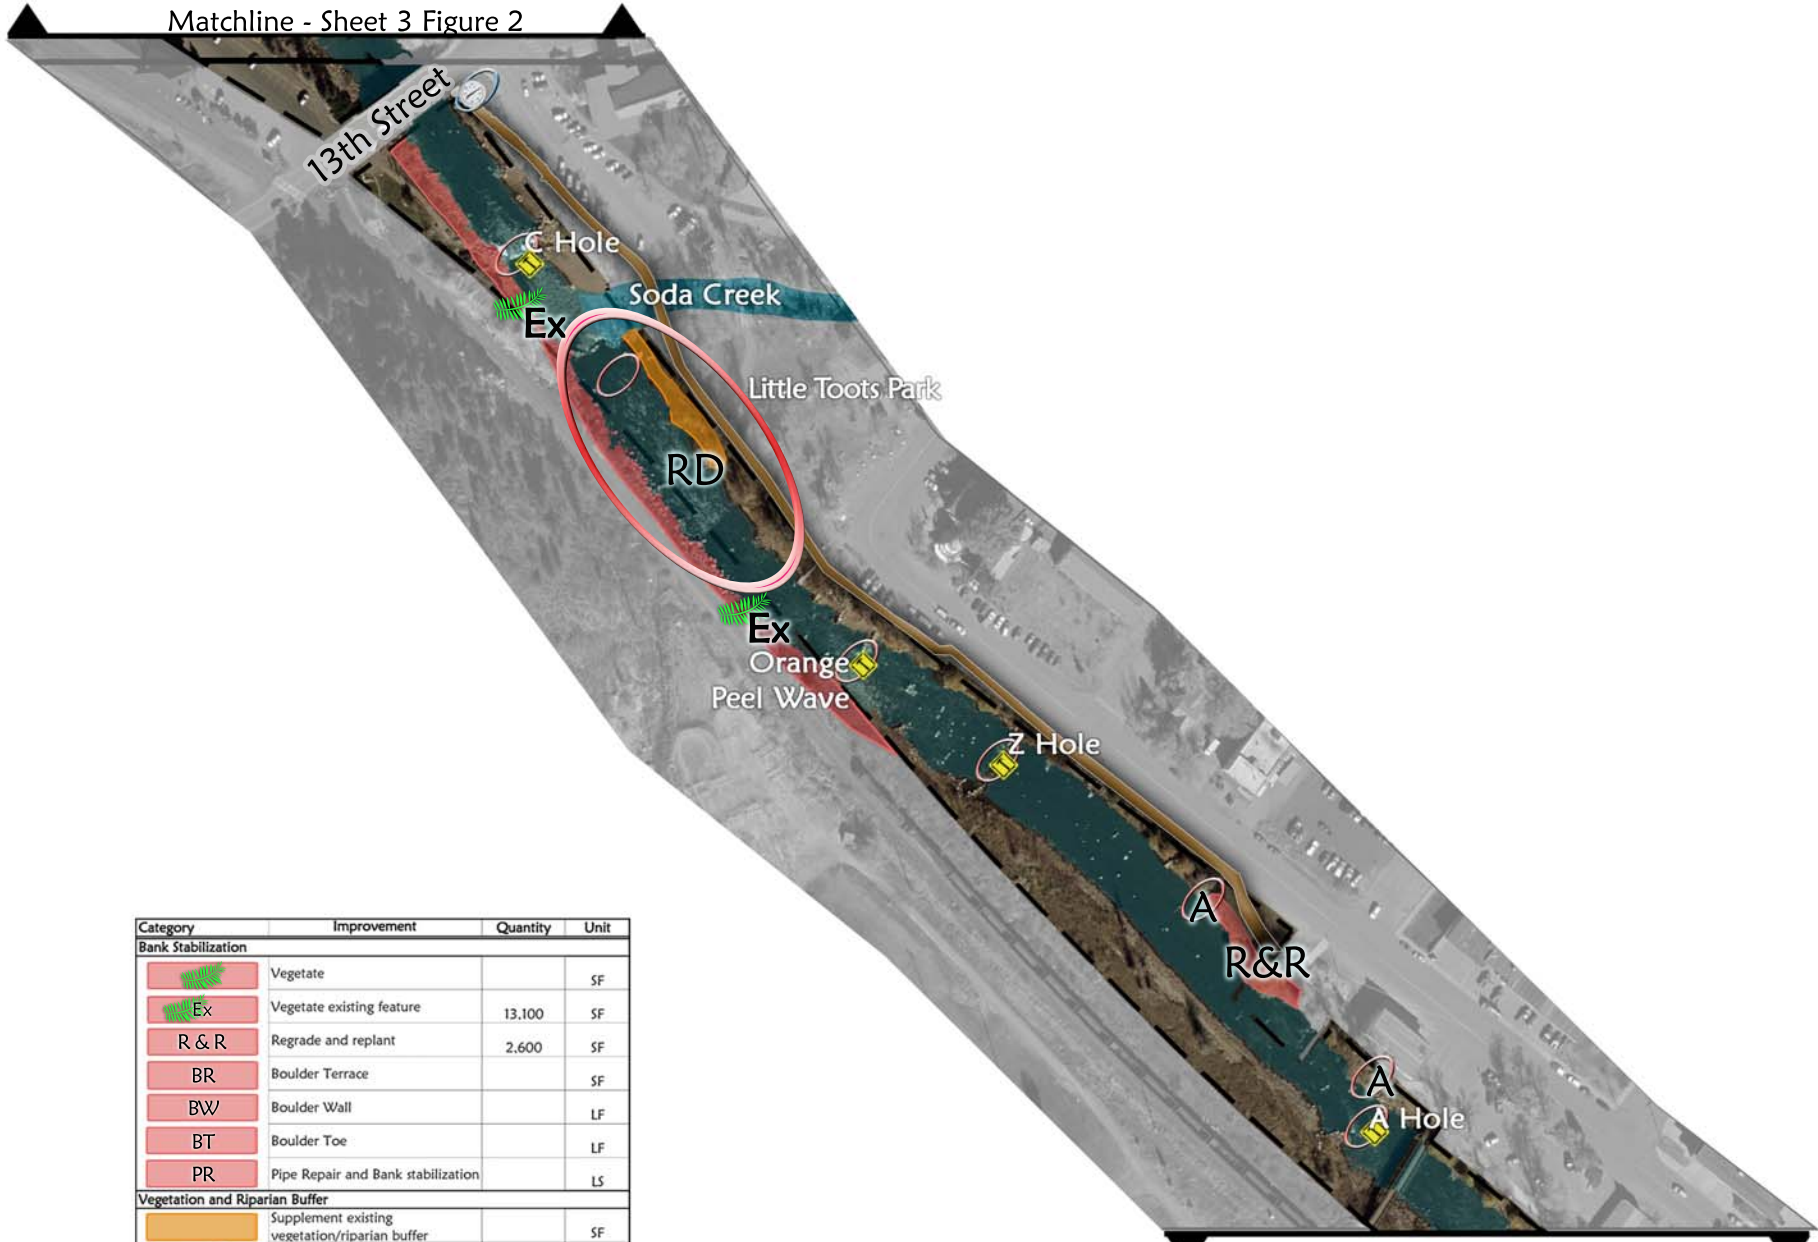 Matchline - Sheet 3 Figure 2
13th Street
C Hole
Soda Creek
Ex
Little Toots Park
RD
Ex
Orange
Peel Wave
Z Hole
A
R&R
A
A Hole
Category Improvement Quantity Unit
Bank Stabilization
Vegetate SF
Ex Vegetate existing feature 13,100 SF
R & R Regrade and replant 2,600 SF
BR Boulder Terrace SF
BW Boulder Wall LF
BT Boulder Toe LF
PR Pipe Repair and Bank stabilization LS
Vegetation and Riparian Buffer
Supplement existing
vegetation/riparian buffer SF